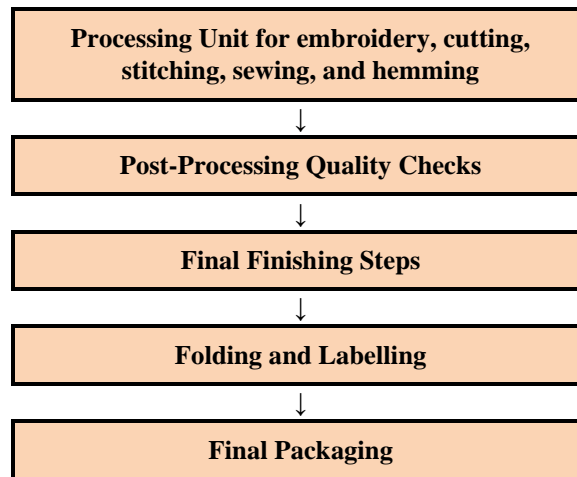 Processing Unit for embroidery, cutting,
stitching, sewing, and hemming
↓
Post-Processing Quality Checks
↓
Final Finishing Steps
↓
Folding and Labelling
↓
Final Packaging